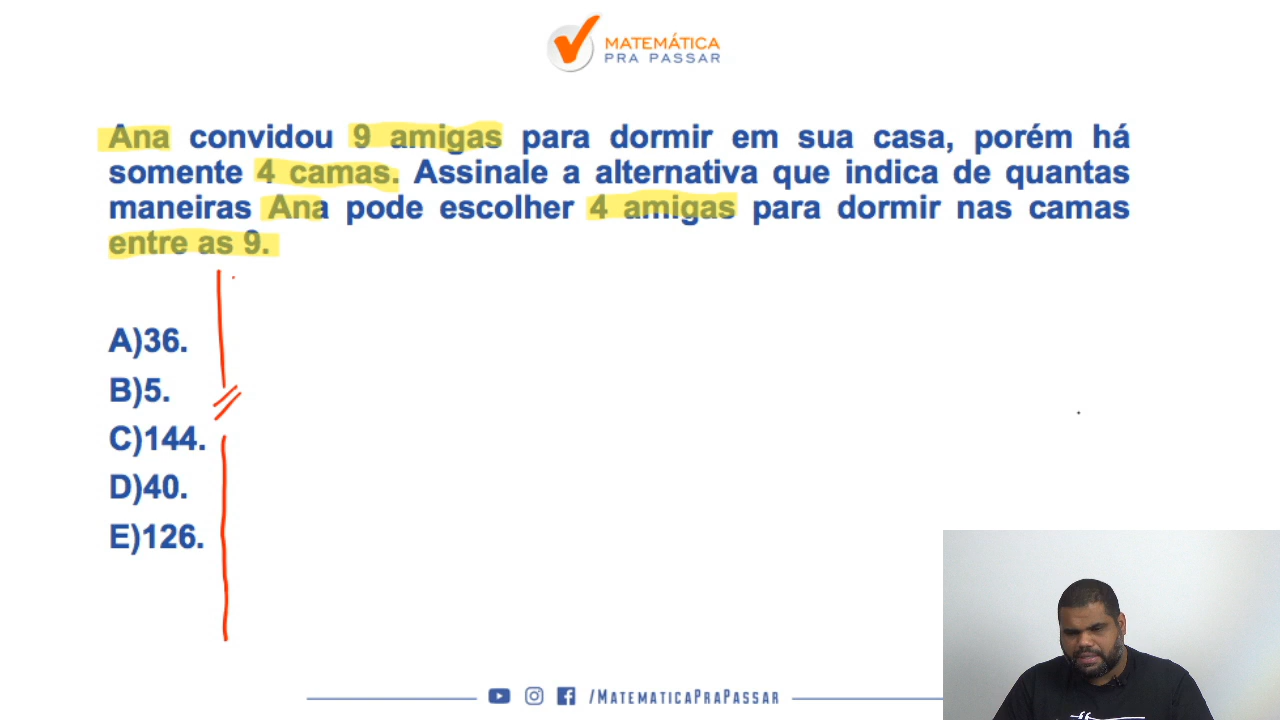 MATEMÁTICA
PRA PASSAR
Ana convidou 9 amigas para dormir em sua casa, porém há
somente 4 camas. Assinale a alternativa que indica de quantas
maneiras Ana pode escolher 4 amigas para dormir nas camas
entre as 9.
A)36.
B)5.
C)144.
D)40.
E)126.
/MATEMATICAPRAPASSAR